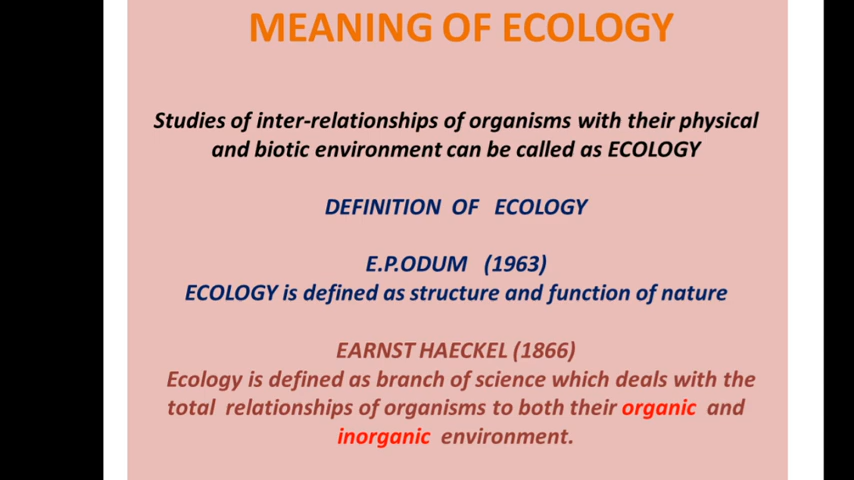 MEANING OF ECOLOGY
Studies of inter-relationships of organisms with their physical
and biotic environment can be called as ECOLOGY
DEFINITION OF ECOLOGY
E.P.ODUM (1963)
ECOLOGY is defined as structure and function of nature
EARNST HAECKEL (1866)
Ecology is defined as branch of science which deals with the
total relationships of organisms to both their organic and
inorganic environment.